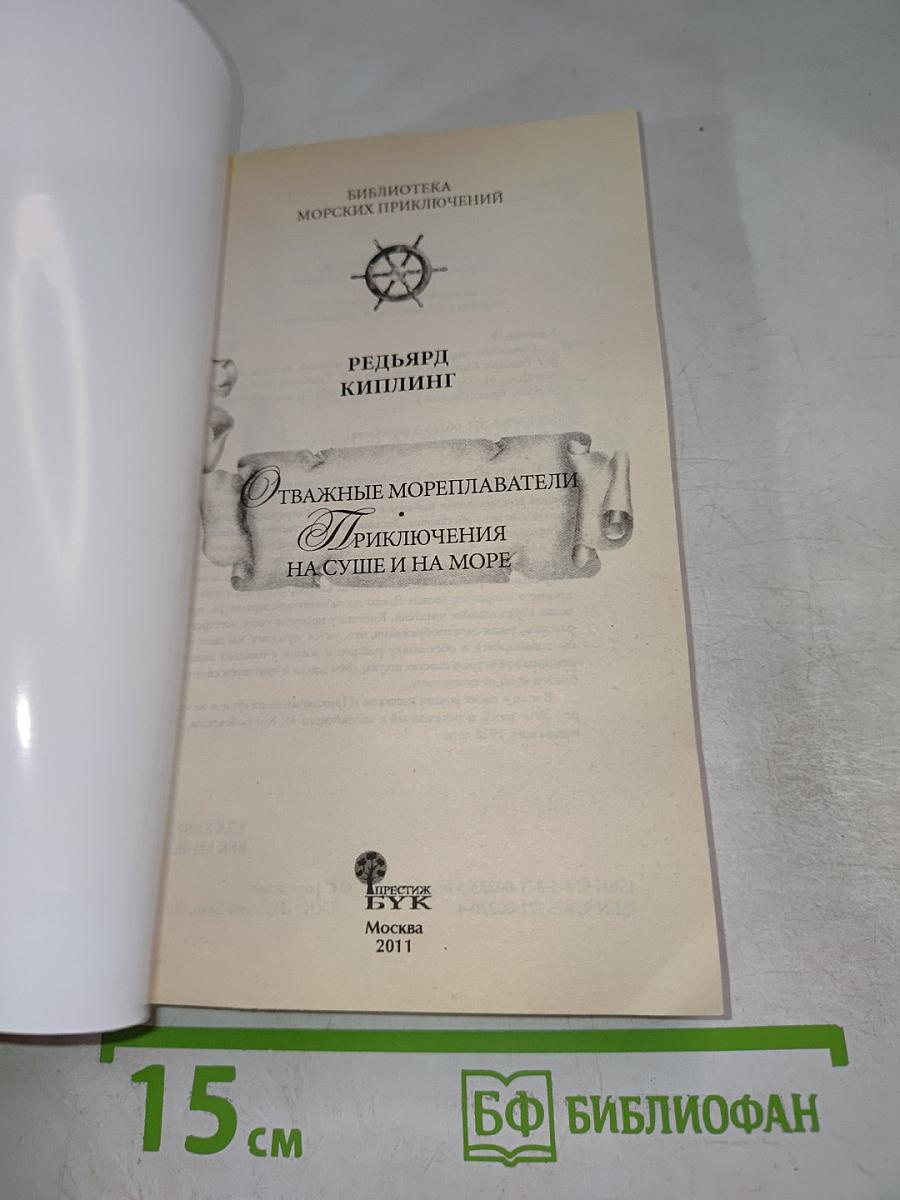 БИБЛИОТЕКА
МОРСКИХ ПРИКЛЮЧЕНИЙ
РЕДЬЯРД
КИПЛИНГ
ОТВАЖНЫЕ МОРЕПЛАВАТЕЛИ
•
ПРИКЛЮЧЕНИЯ
НА СУШЕ И НА МОРЕ
ПРЕСТИЖ
БУК
Москва
2011
15 см
БФ БИБЛИОФАН